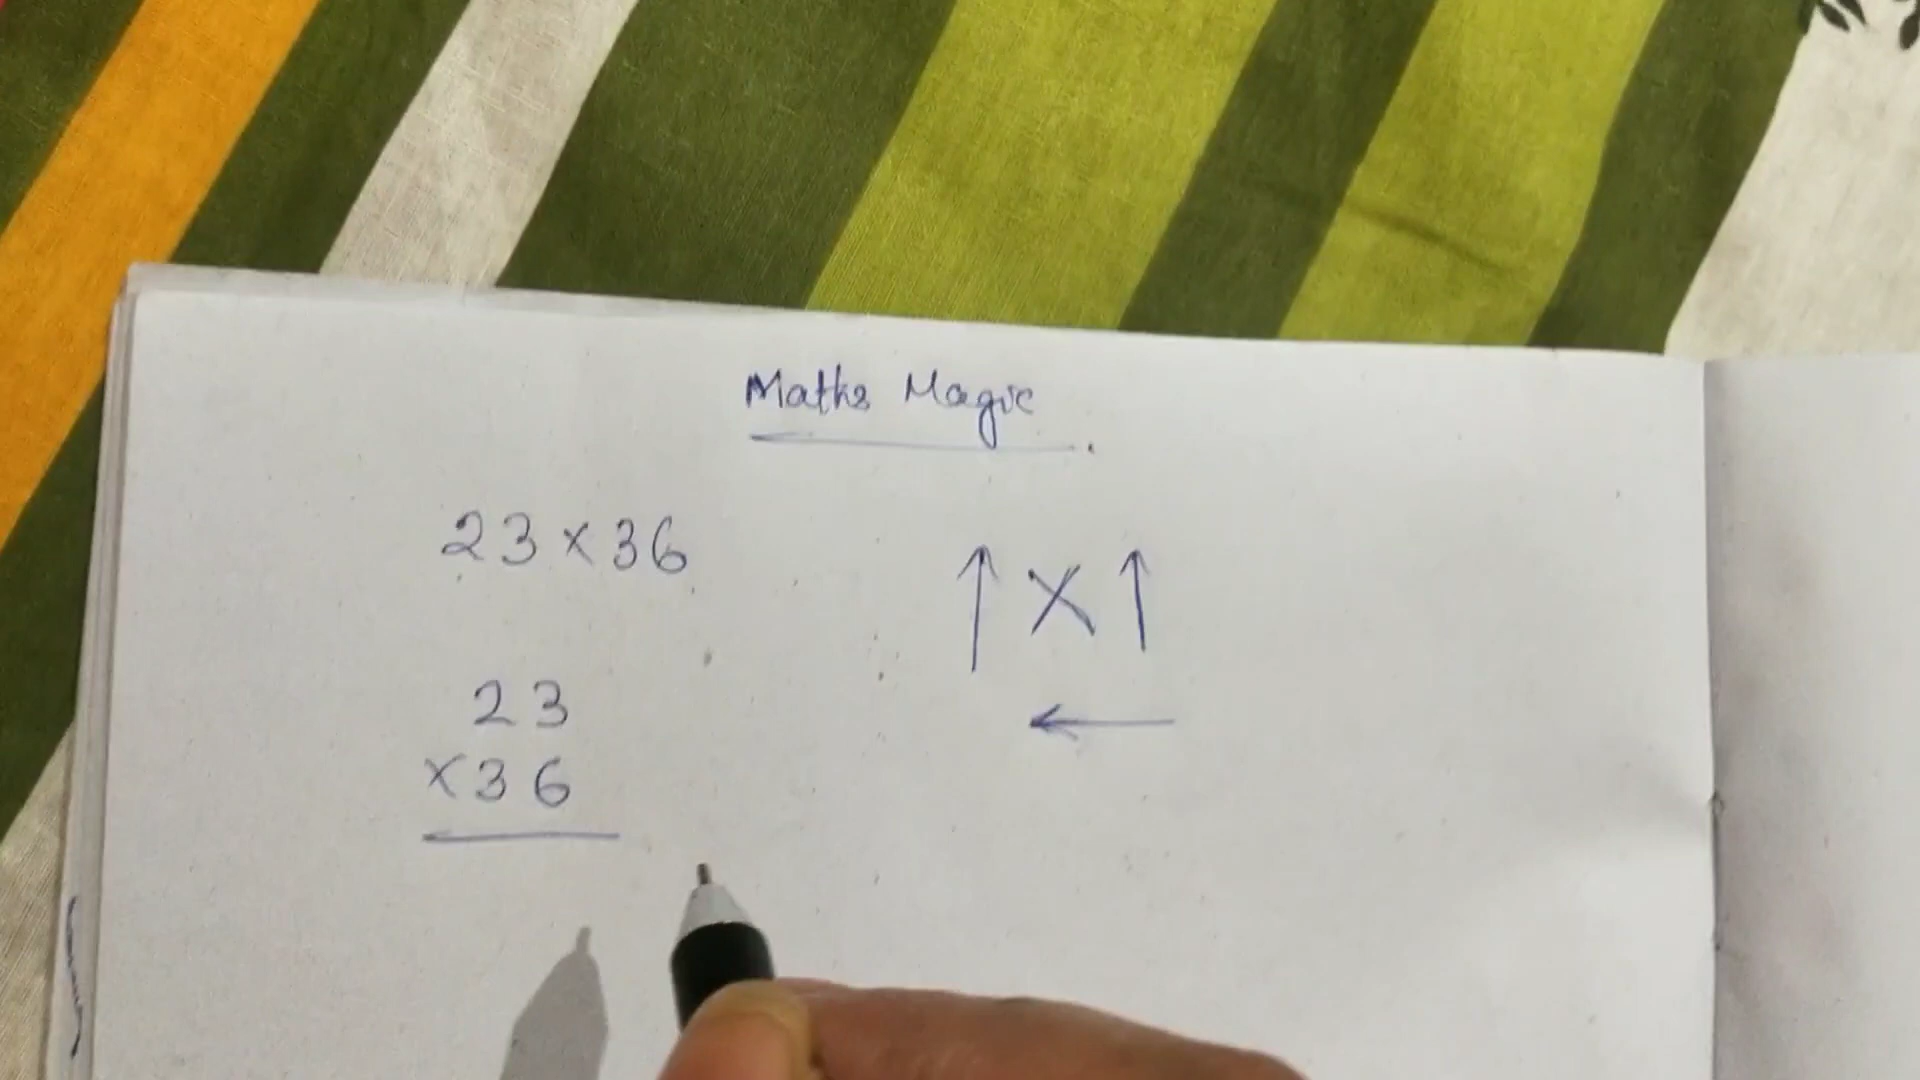 Maths Magic
23 x 36
↑ X ↑
←
23
x 36